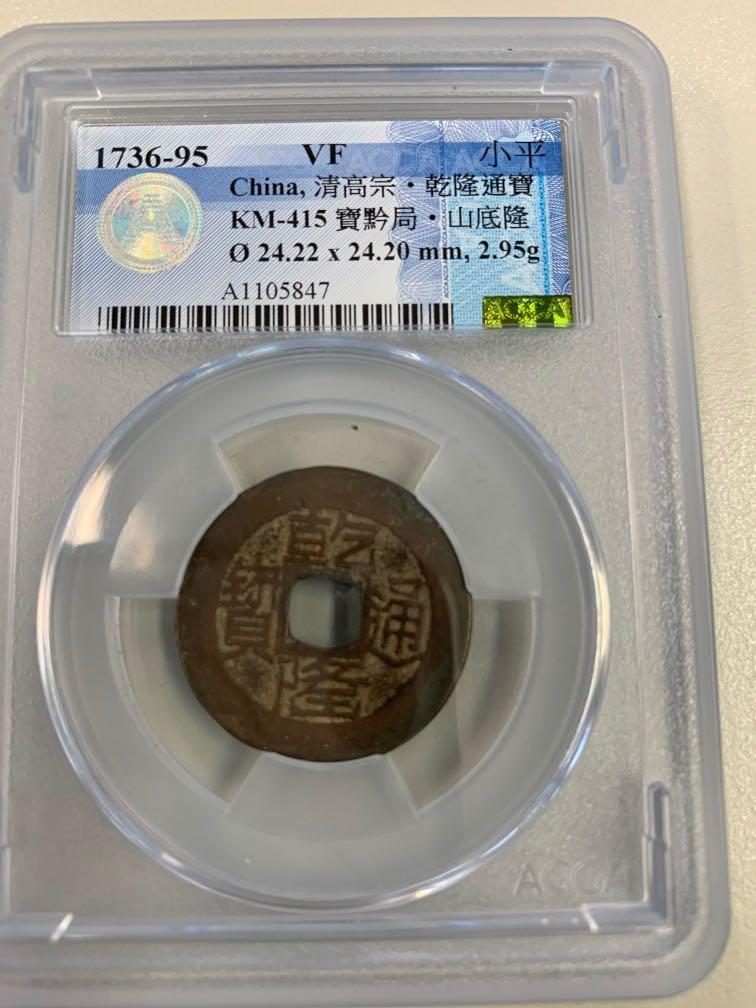 1736-95 VF 小平
China, 清高宗・乾隆通寶
KM-415 寶黔局・山底隆
Ø 24.22 x 24.20 mm, 2.95g
A1105847
乾隆通寶
ACCA